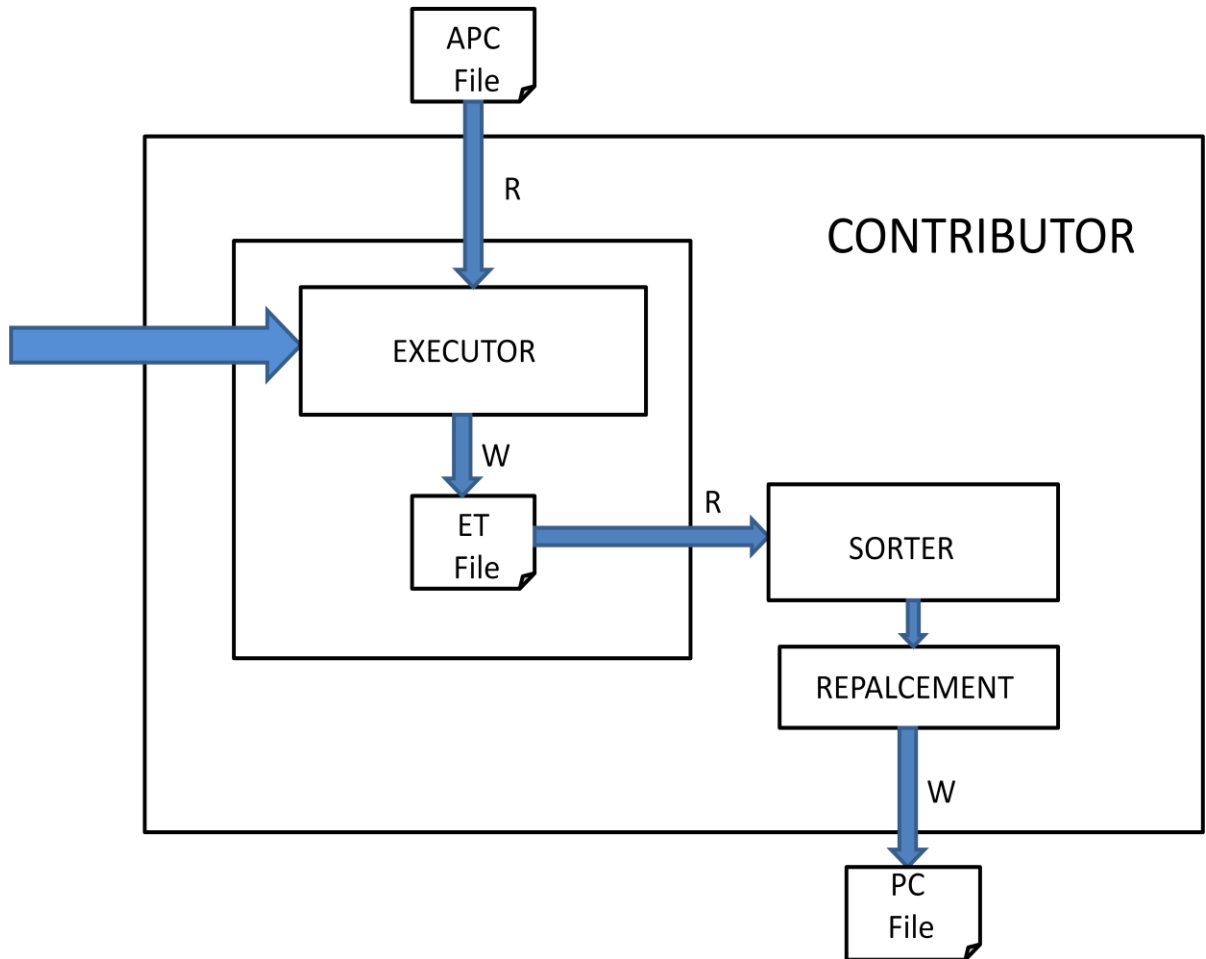 APC
File
R
CONTRIBUTOR
EXECUTOR
W
ET
File
R
SORTER
REPALCEMENT
W
PC
File